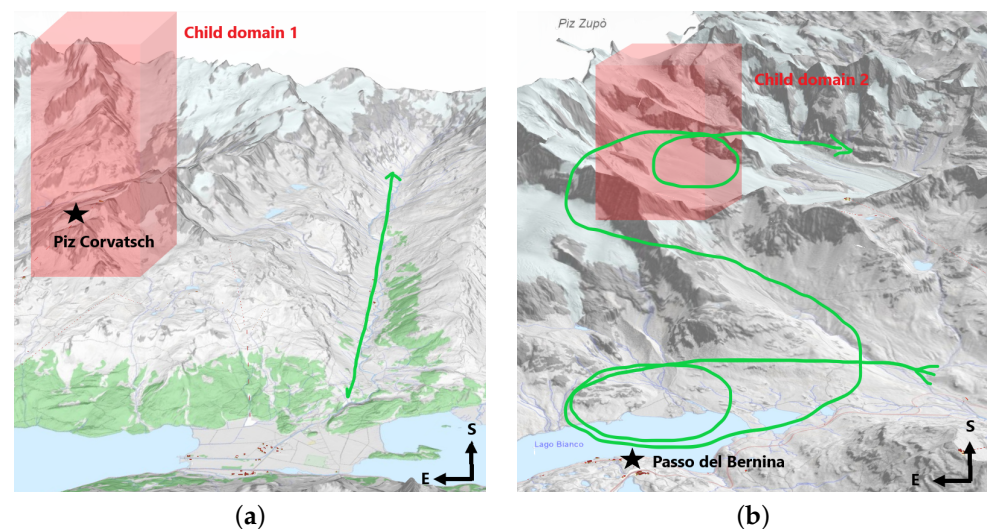 Child domain 1
Piz Corvatsch
S
E
(a)
Piz Zupò
Child domain 2
Lago Bianco
Passo del Bernina
S
E
(b)